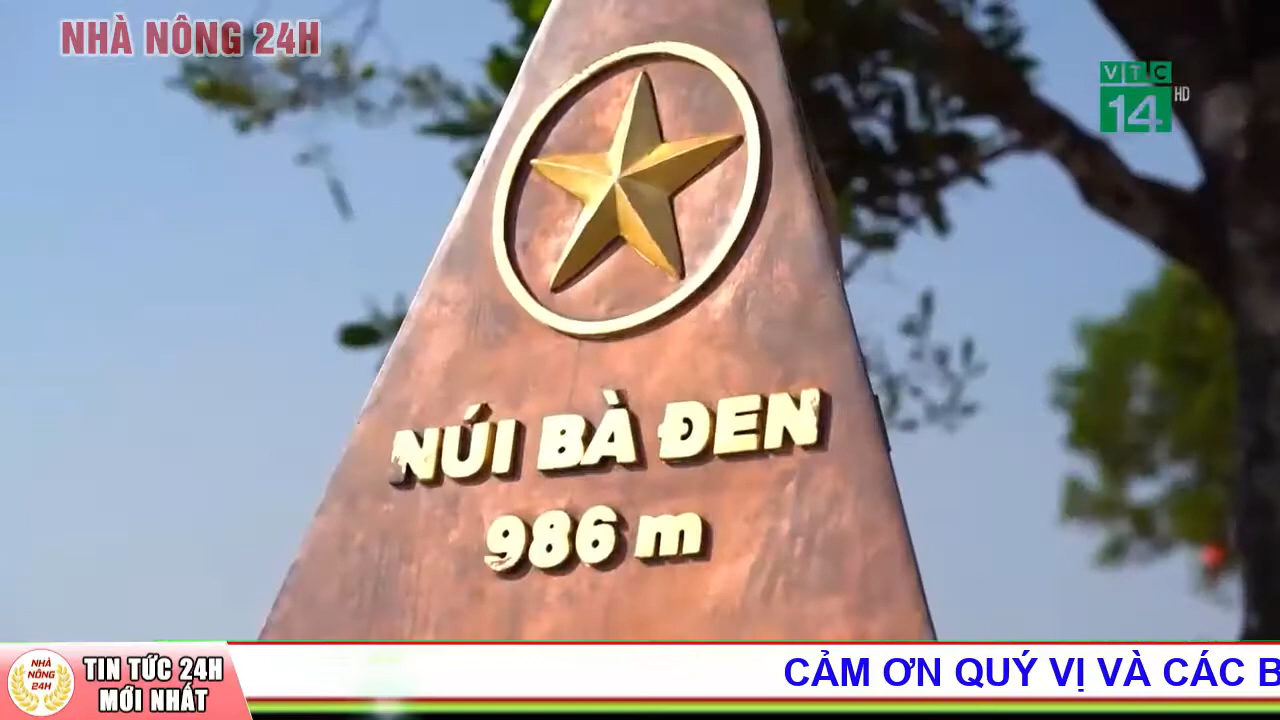 NHÀ NÔNG 24H
VTC
14 HD
NÚI BÀ ĐEN
986 m
NHÀ
NÔNG
24H
TIN TỨC 24H
MỚI NHẤT
CẢM ƠN QUÝ VỊ VÀ CÁC B